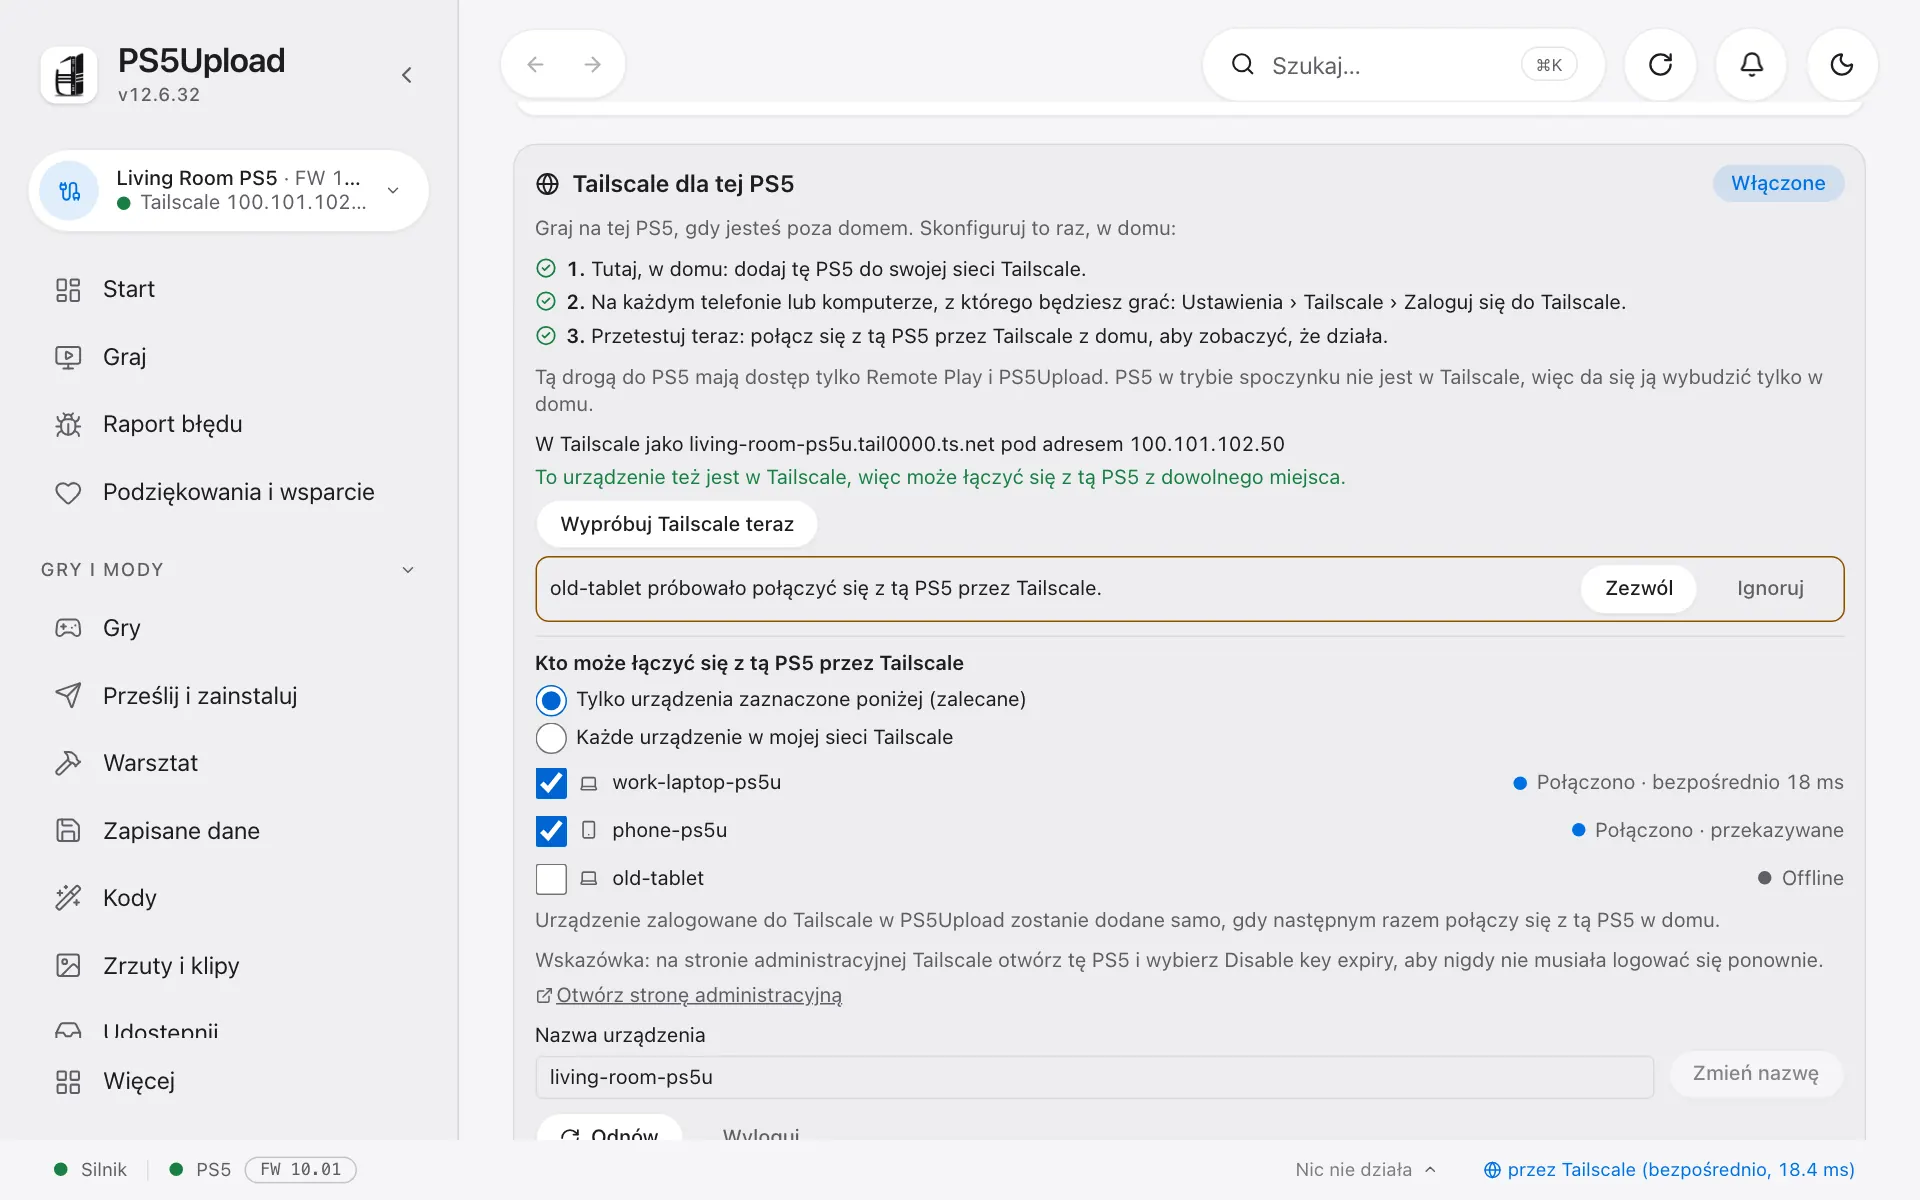 PS5Upload
v12.6.32
Living Room PS5 · FW 1...
Tailscale 100.101.102...
Start
Graj
Raport błędu
Podziękowania i wsparcie
GRY I MODY
Gry
Prześlij i zainstaluj
Warsztat
Zapisane dane
Kody
Zrzuty i klipy
Udostępnij
Więcej
Szukaj...
⌘K
Tailscale dla tej PS5
Włączone
Graj na tej PS5, gdy jesteś poza domem. Skonfiguruj to raz, w domu:
1. Tutaj, w domu: dodaj tę PS5 do swojej sieci Tailscale.
2. Na każdym telefonie lub komputerze, z którego będziesz grać: Ustawienia › Tailscale › Zaloguj się do Tailscale.
3. Przetestuj teraz: połącz się z tą PS5 przez Tailscale z domu, aby zobaczyć, że działa.
Tą drogą do PS5 mają dostęp tylko Remote Play i PS5Upload. PS5 w trybie spoczynku nie jest w Tailscale, więc da się ją wybudzić tylko w
domu.
W Tailscale jako living-room-ps5u.tail0000.ts.net pod adresem 100.101.102.50
To urządzenie też jest w Tailscale, więc może łączyć się z tą PS5 z dowolnego miejsca.
Wypróbuj Tailscale teraz
old-tablet próbowało połączyć się z tą PS5 przez Tailscale.
Zezwól
Ignoruj
Kto może łączyć się z tą PS5 przez Tailscale
Tylko urządzenia zaznaczone poniżej (zalecane)
Każde urządzenie w mojej sieci Tailscale
work-laptop-ps5u
Połączono · bezpośrednio 18 ms
phone-ps5u
Połączono · przekazywane
old-tablet
Offline
Urządzenie zalogowane do Tailscale w PS5Upload zostanie dodane samo, gdy następnym razem połączy się z tą PS5 w domu.
Wskazówka: na stronie administracyjnej Tailscale otwórz tę PS5 i wybierz Disable key expiry, aby nigdy nie musiała logować się ponownie.
Otwórz stronę administracyjną
Nazwa urządzenia
living-room-ps5u
Zmień nazwę
Odnów
Wyloguj
Silnik
PS5
FW 10.01
Nic nie działa
przez Tailscale (bezpośrednio, 18.4 ms)